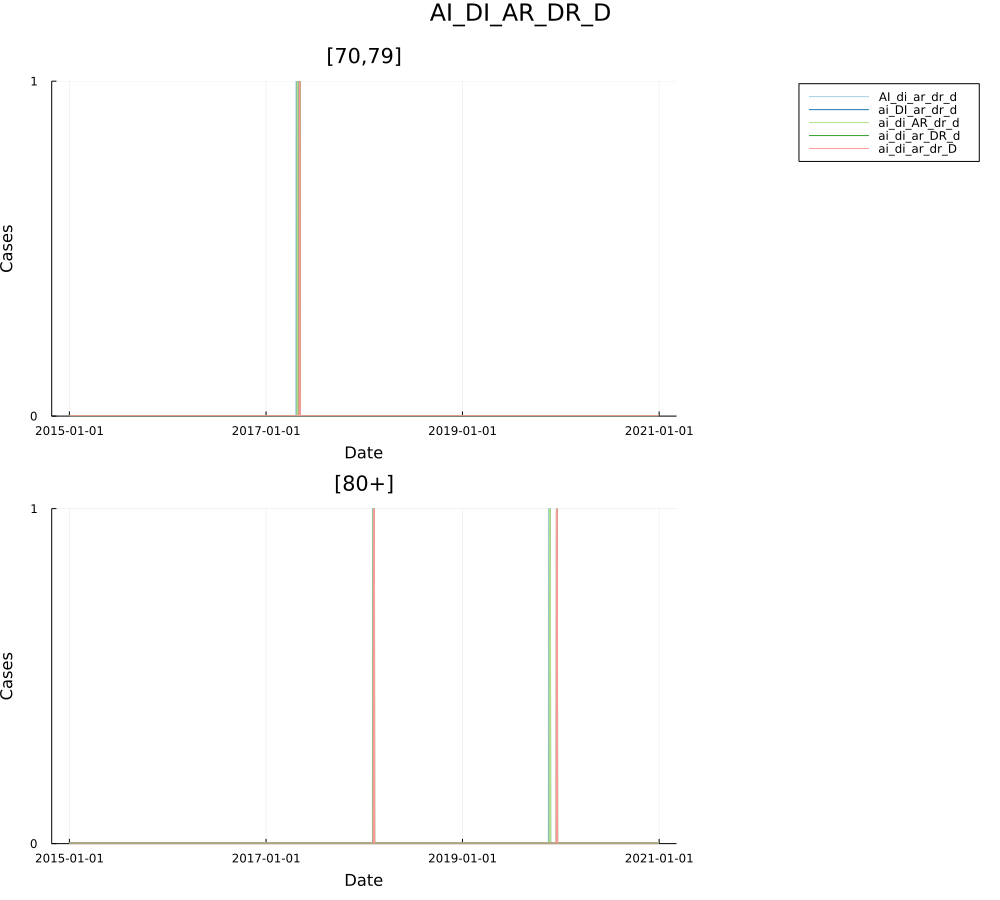 AI_DI_AR_DR_D
[70,79]
1
Cases
0
2015-01-01 2017-01-01 2019-01-01 2021-01-01
Date
AI_di_ar_dr_d
ai_DI_ar_dr_d
ai_di_AR_dr_d
ai_di_ar_DR_d
ai_di_ar_dr_D
[80+]
1
Cases
0
2015-01-01 2017-01-01 2019-01-01 2021-01-01
Date